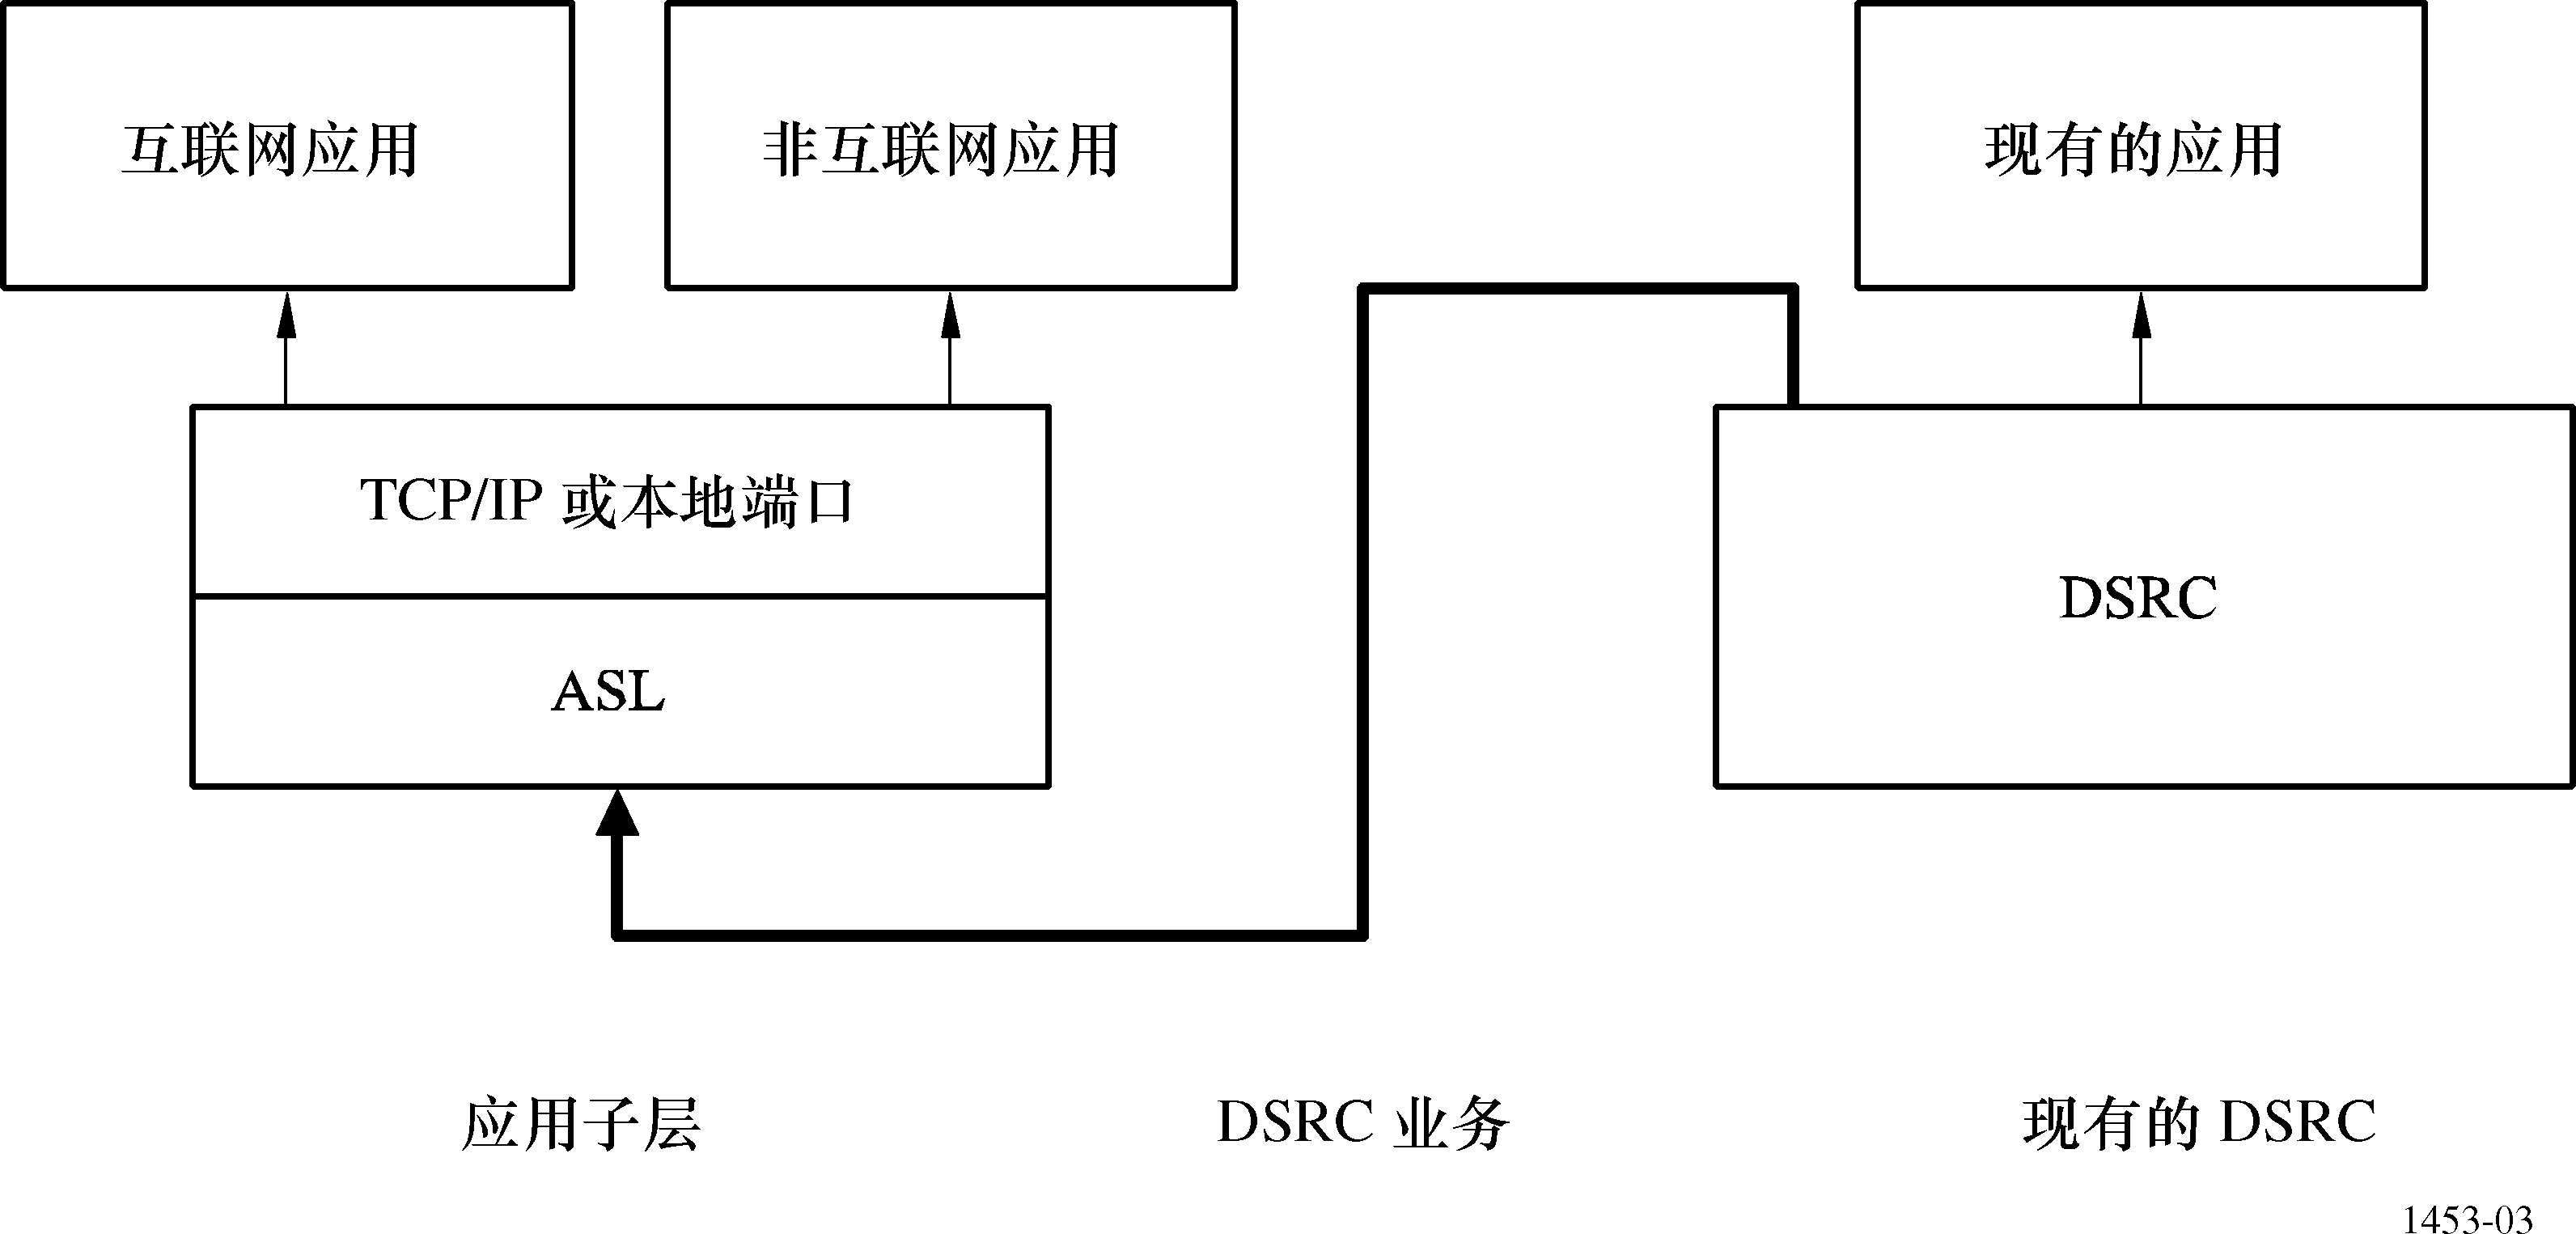 互联网应用
非互联网应用
现有的应用
TCP/IP 或本地端口
DSRC
ASL
应用子层
DSRC 业务
现有的 DSRC
1453-03